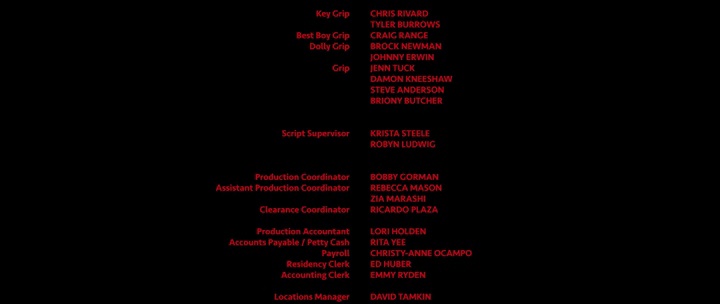 Key Grip CHRIS RIVARD
TYLER BURROWS
Best Boy Grip CRAIG RANGE
Dolly Grip BROCK NEWMAN
JOHNNY ERWIN
Grip JENN TUCK
DAMON KNEESHAW
STEVE ANDERSON
BRIONY BUTCHER
Script Supervisor KRISTA STEELE
ROBYN LUDWIG
Production Coordinator BOBBY GORMAN
Assistant Production Coordinator REBECCA MASON
ZIA MARASHI
Clearance Coordinator RICARDO PLAZA
Production Accountant LORI HOLDEN
Accounts Payable / Petty Cash RITA YEE
Payroll CHRISTY-ANNE OCAMPO
Residency Clerk ED HUBER
Accounting Clerk EMMY RYDEN
Locations Manager DAVID TAMKIN